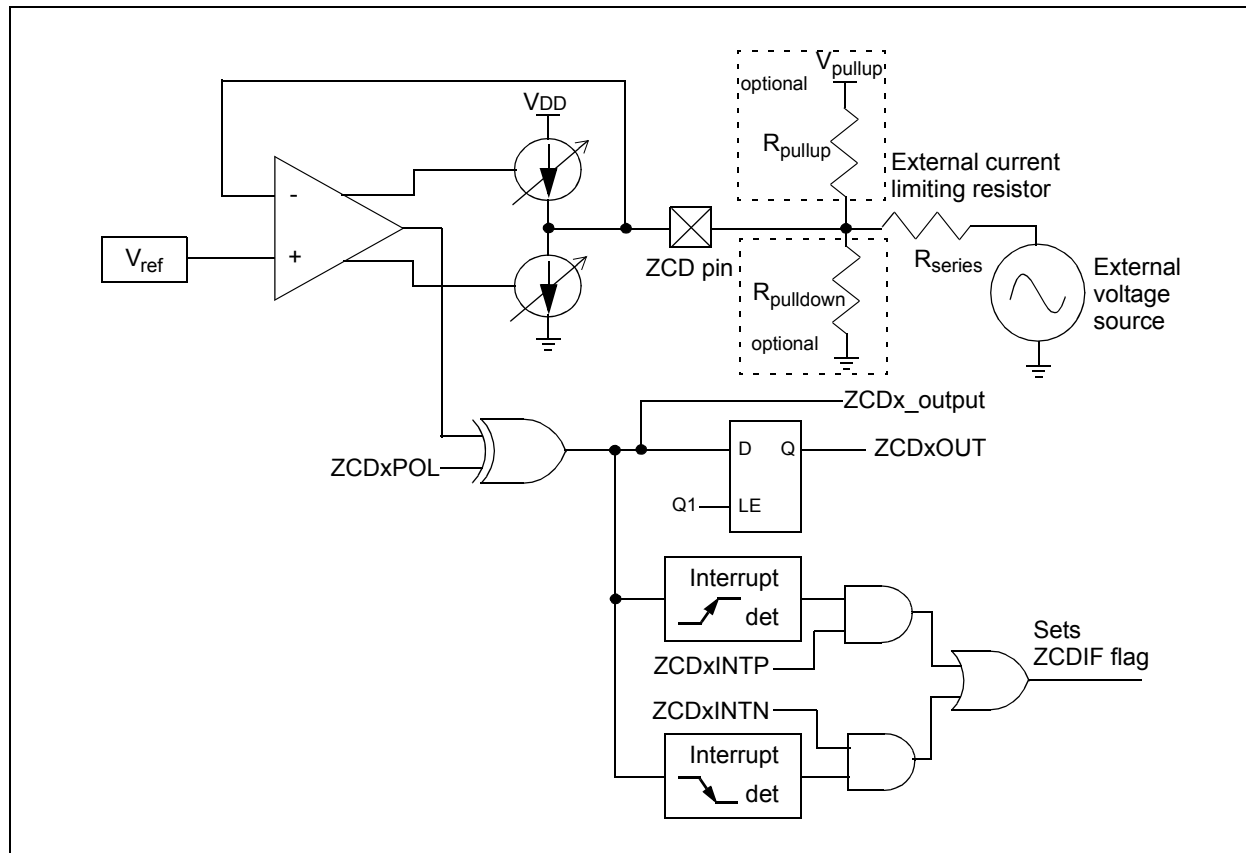 optional
Vpullup
VDD
Rpullup
External current
limiting resistor
-
Vref
+
ZCD pin
Rseries
Rpulldown
External
voltage
source
optional
ZCDx_output
D
Q
ZCDxOUT
ZCDxPOL
Q1
LE
Interrupt
det
Sets
ZCDIF flag
ZCDxINTP
ZCDxINTN
Interrupt
det